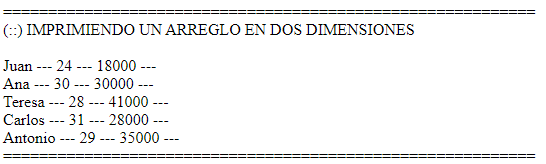 ===========================================================
(::) IMPRIMIENDO UN ARREGLO EN DOS DIMENSIONES
Juan --- 24 --- 18000 ---
Ana --- 30 --- 30000 ---
Teresa --- 28 --- 41000 ---
Carlos --- 31 --- 28000 ---
Antonio --- 29 --- 35000 ---
===========================================================